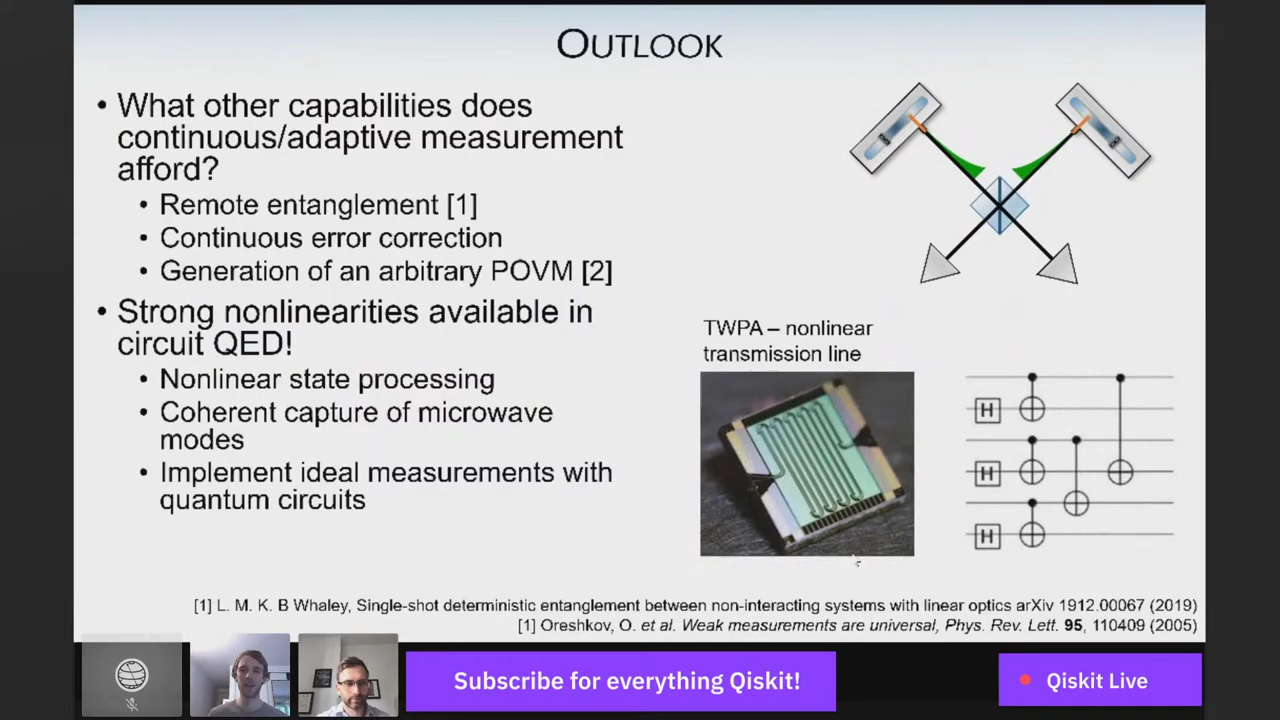 OUTLOOK
• What other capabilities does
continuous/adaptive measurement
afford?
• Remote entanglement [1]
• Continuous error correction
• Generation of an arbitrary POVM [2]
• Strong nonlinearities available in
circuit QED!
• Nonlinear state processing
• Coherent capture of microwave
modes
• Implement ideal measurements with
quantum circuits
TWPA – nonlinear
transmission line
H
H
H
[1] L. M. K. B Whaley, Single-shot deterministic entanglement between non-interacting systems with linear optics arXiv 1912.00067 (2019)
[1] Oreshkov, O. et al. Weak measurements are universal, Phys. Rev. Lett. 95, 110409 (2005)
Subscribe for everything Qiskit!
Qiskit Live